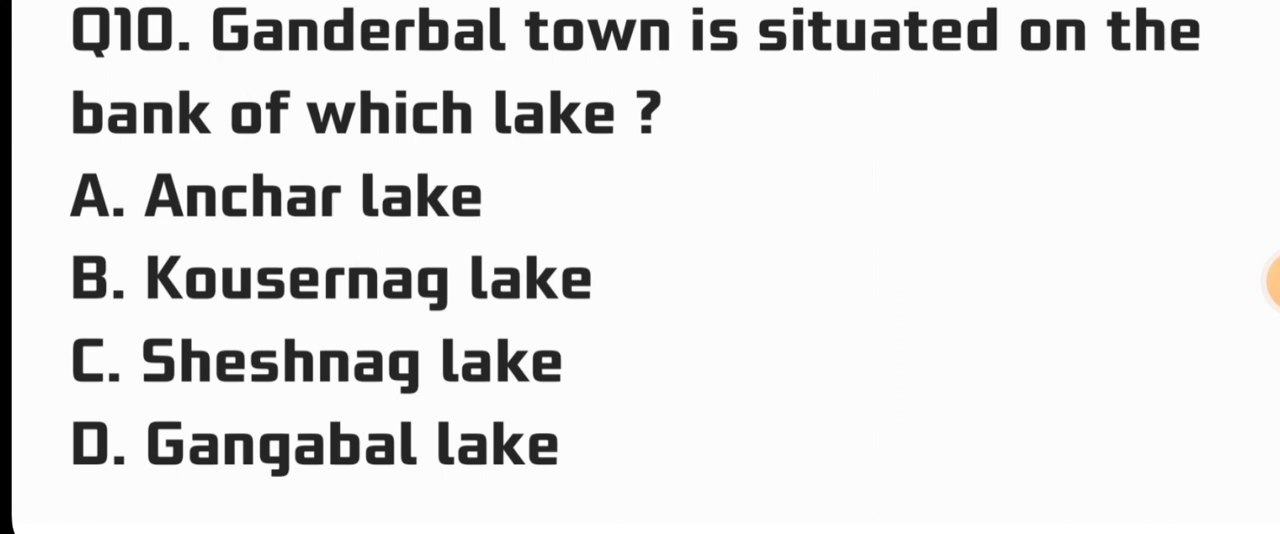 Q10. Ganderbal town is situated on the
bank of which lake ?
A. Anchar lake
B. Kousernag lake
C. Sheshnag lake
D. Gangabal lake